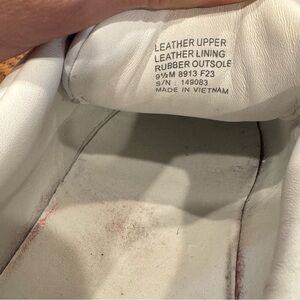 LEATHER UPPER
LEATHER LINING
RUBBER OUTSOLE
9½M 8913 F23
S/N : 149083
MADE IN VIETNAM